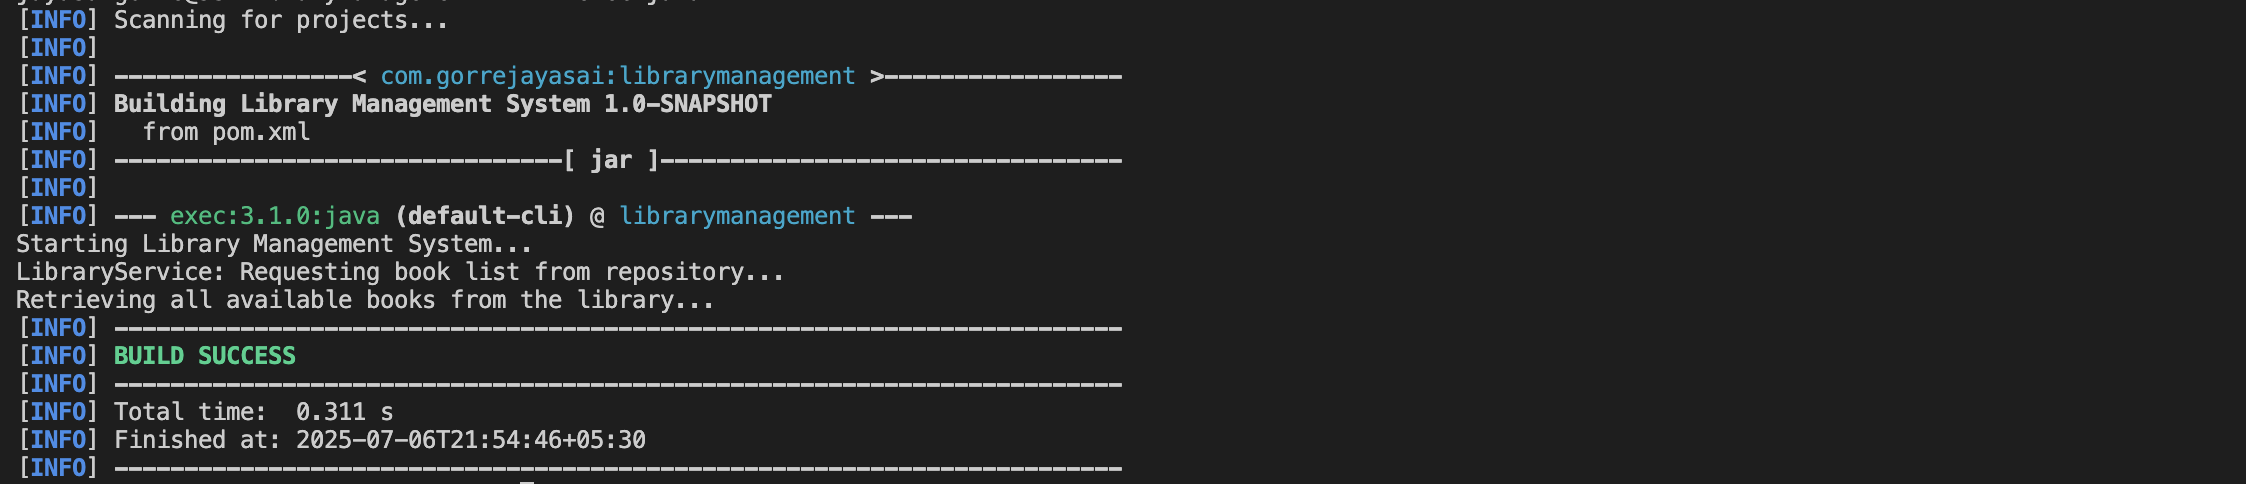 [INFO] Scanning for projects...
[INFO]
[INFO] -----------------< com.gorrejayasai:librarymanagement >-----------------
[INFO] Building Library Management System 1.0-SNAPSHOT
[INFO]   from pom.xml
[INFO] --------------------------------[ jar ]---------------------------------
[INFO]
[INFO] --- exec:3.1.0:java (default-cli) @ librarymanagement ---
Starting Library Management System...
LibraryService: Requesting book list from repository...
Retrieving all available books from the library...
[INFO] ------------------------------------------------------------------------
[INFO] BUILD SUCCESS
[INFO] ------------------------------------------------------------------------
[INFO] Total time:  0.311 s
[INFO] Finished at: 2025-07-06T21:54:46+05:30
[INFO] ------------------------------------------------------------------------